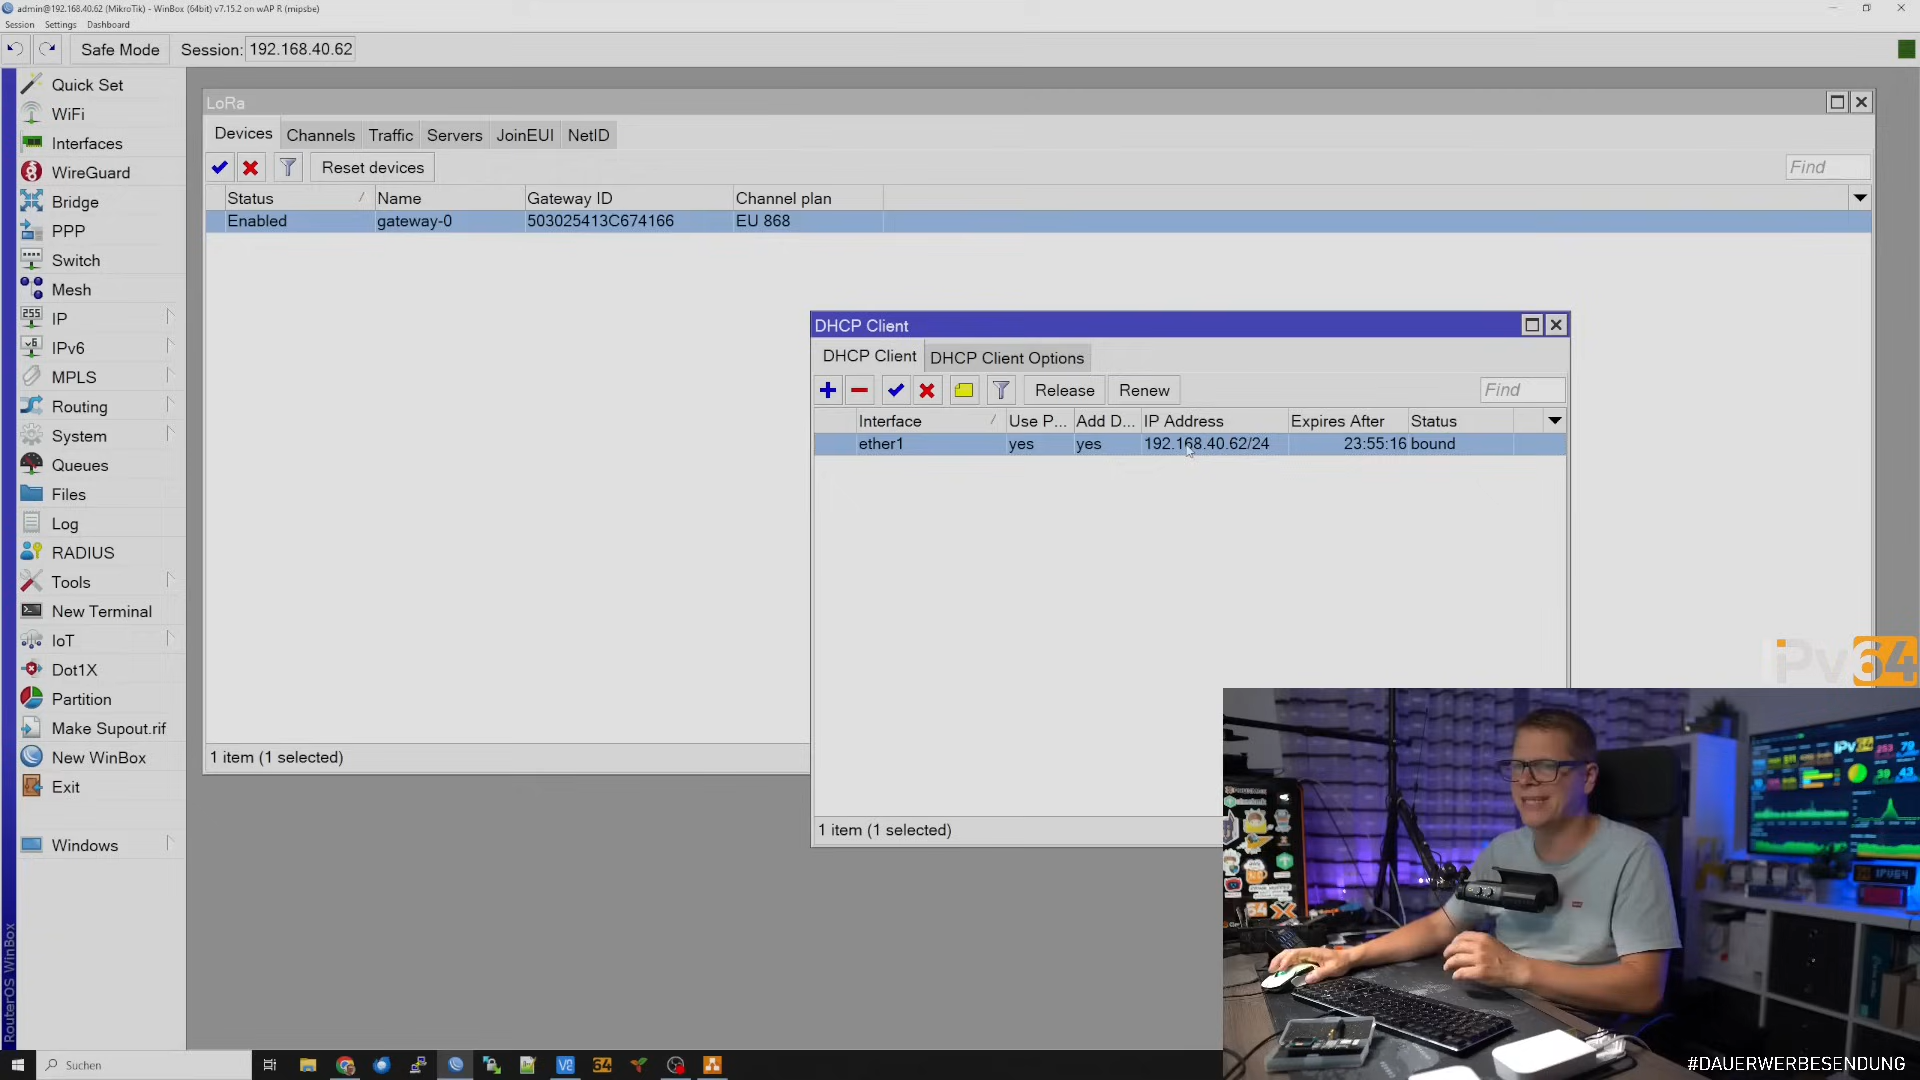 admin@192.168.40.62 (MikroTik) - WinBox (64bit) v7.15.2 on wAP R (mipsbe)
Session Settings Dashboard
Safe Mode Session: 192.168.40.62
Quick Set
WiFi
Interfaces
WireGuard
Bridge
PPP
Switch
Mesh
IP
IPv6
MPLS
Routing
System
Queues
Files
Log
RADIUS
Tools
New Terminal
IoT
Dot1X
Partition
Make Supout.rif
New WinBox
Exit
Windows
RouterOS WinBox
LoRa
Devices Channels Traffic Servers JoinEUI NetID
Reset devices Find
Status Name Gateway ID Channel plan
Enabled gateway-0 503025413C674166 EU 868
1 item (1 selected)
DHCP Client
DHCP Client DHCP Client Options
Release Renew Find
Interface Use P... Add D... IP Address Expires After Status
ether1 yes yes 192.168.40.62/24 23:55:16 bound
1 item (1 selected)
IPv64
Suchen
#DAUERWERBESENDUNG